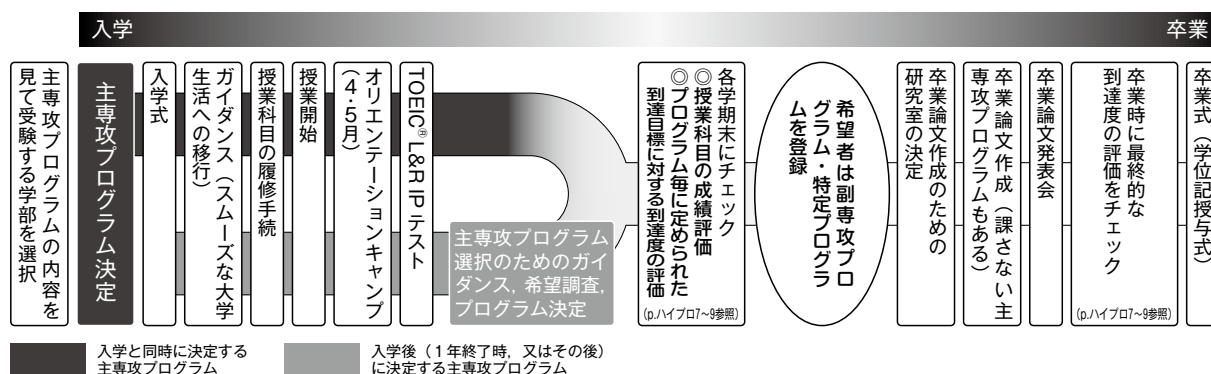 入学
卒業
主専攻プログラムの内容を
見て受験する学部を選択
主専攻プログラム決定
入学式
ガイダンス（スムーズな大学
生活への移行）
授業科目の履修手続
授業開始
オリエンテーションキャンプ
（4・5月）
TOEIC® L&R IP テスト
主専攻プログラム
選択のためのガイ
ダンス，希望調査，
プログラム決定
各学期末にチェック
◎授業科目の成績評価
◎プログラム毎に定められた
到達目標に対する到達度の評価
(p.ハイプロ7～9参照)
希望者は副専攻プロ
グラム・特定プログラ
ムを登録
卒業論文作成のための
研究室の決定
卒業論文作成（課さない主
専攻プログラムもある）
卒業論文発表会
卒業時に最終的な
到達度の評価をチェック
(p.ハイプロ7～9参照)
卒業式（学位記授与式）
入学と同時に決定する
主専攻プログラム
入学後（1年終了時，又はその後）
に決定する主専攻プログラム